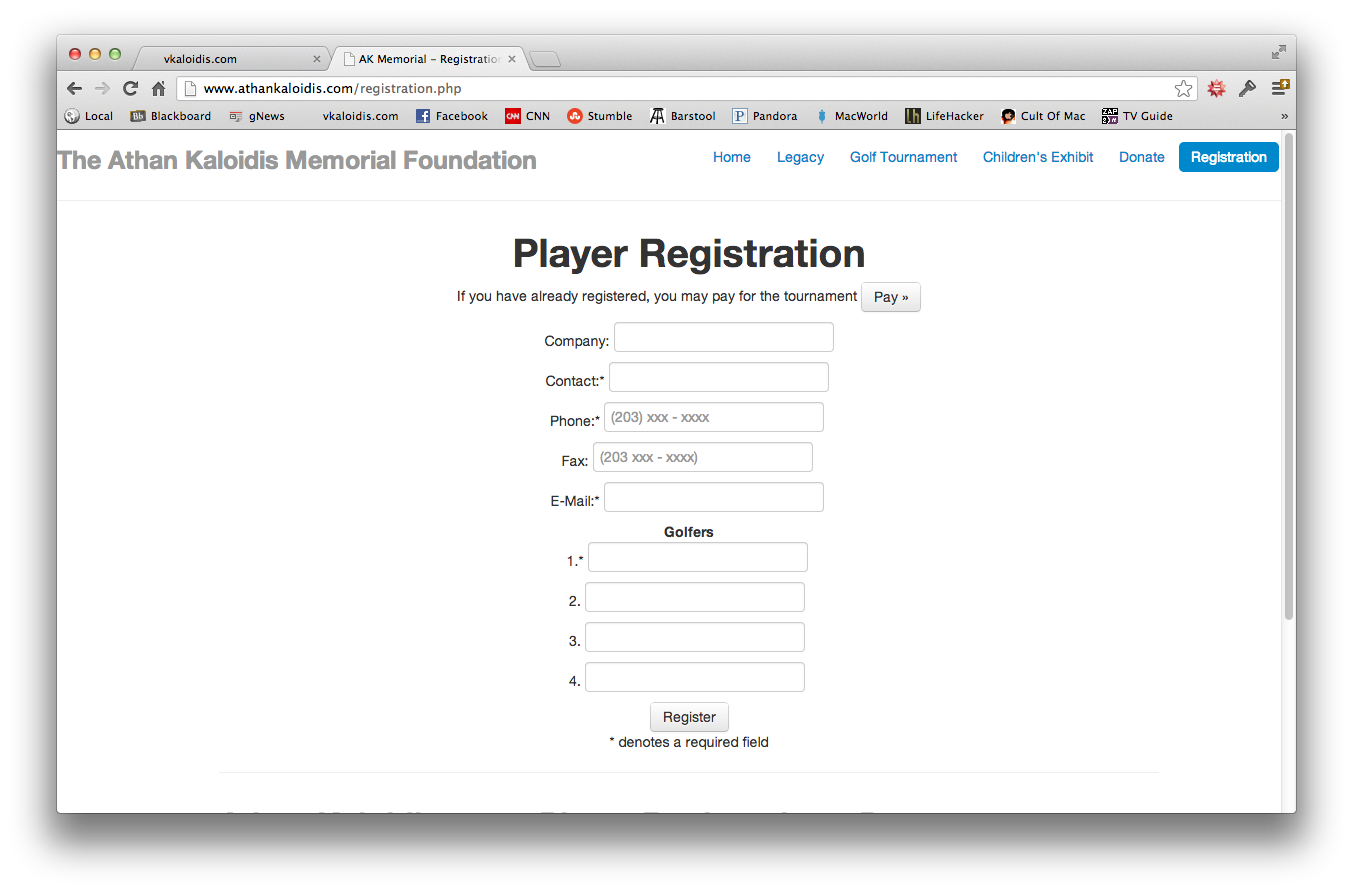 vkaloidis.com
AK Memorial – Registration
www.athankaloidis.com/registration.php
Local Blackboard gNews vkaloidis.com Facebook CNN Stumble Barstool Pandora MacWorld LifeHacker Cult Of Mac TV Guide »
The Athan Kaloidis Memorial Foundation
Home Legacy Golf Tournament Children's Exhibit Donate Registration
Player Registration
If you have already registered, you may pay for the tournament Pay »
Company:
Contact:*
Phone:* (203) xxx - xxxx
Fax: (203 xxx - xxxx)
E-Mail:*
Golfers
1.*
2.
3.
4.
Register
* denotes a required field